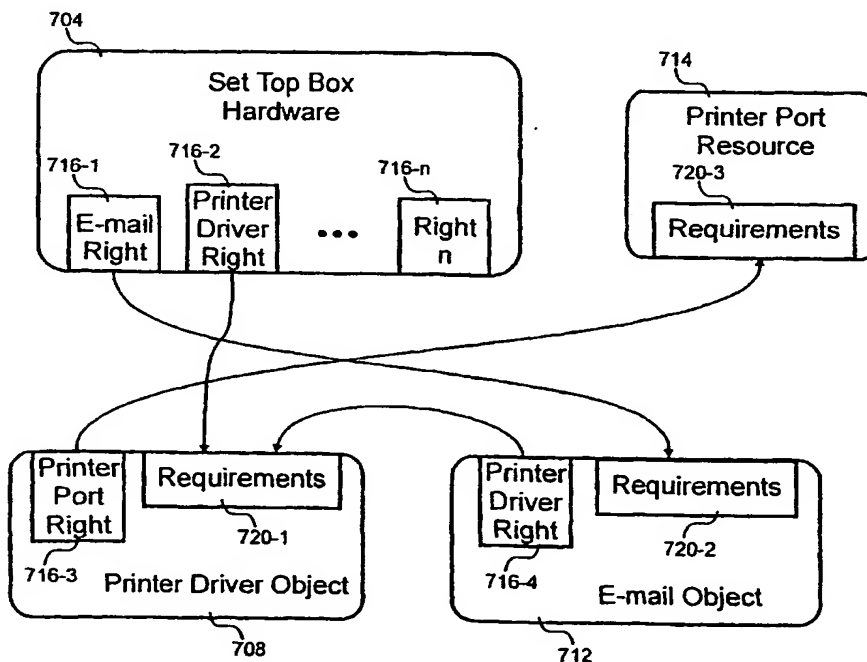 704
Set Top Box
Hardware
716-1
716-2
716-n
E-mail
Right
Printer
Driver
Right
•••
Right
n
714
Printer Port
Resource
720-3
Requirements
Printer
Port
Right
Requirements
716-3
720-1
Printer Driver Object
708
Printer
Driver
Right
Requirements
716-4
720-2
E-mail Object
712